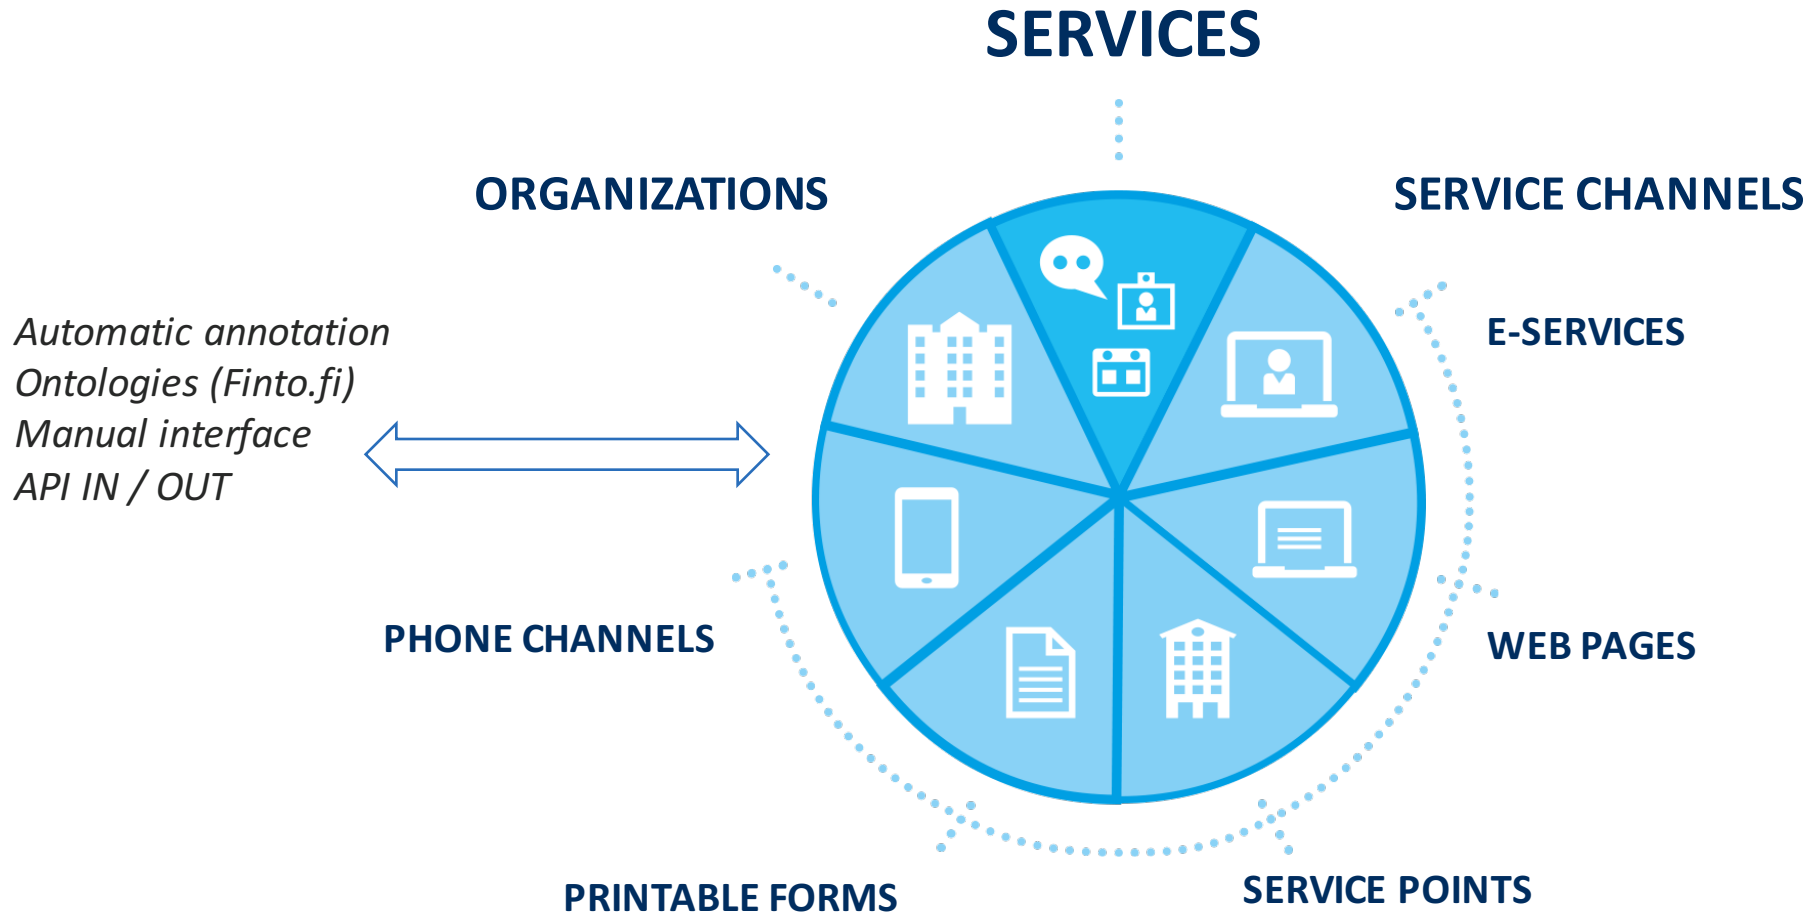 SERVICES
ORGANIZATIONS
SERVICE CHANNELS
Automatic annotation
Ontologies (Finto.fi)
Manual interface
API IN / OUT
E-SERVICES
PHONE CHANNELS
WEB PAGES
PRINTABLE FORMS
SERVICE POINTS